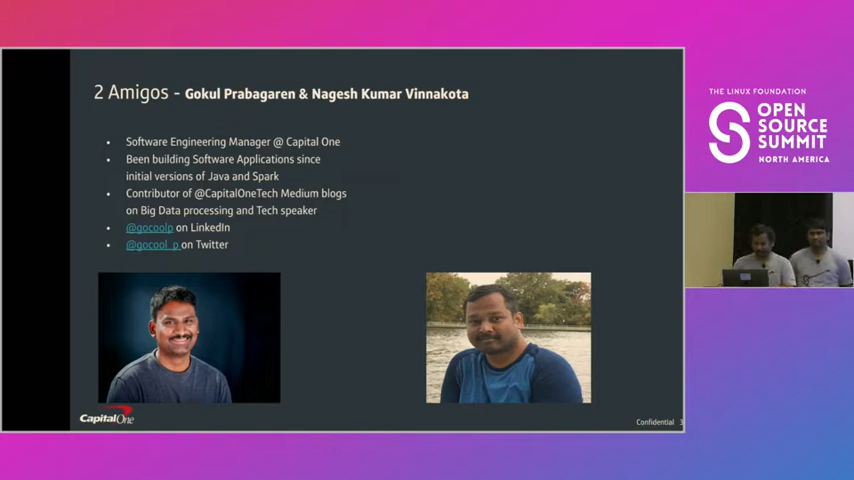 2 Amigos - Gokul Prabagaren & Nagesh Kumar Vinnakota
• Software Engineering Manager @ Capital One
• Been building Software Applications since
initial versions of Java and Spark
• Contributor of @CapitalOneTech Medium blogs
on Big Data processing and Tech speaker
• @gocoolp on LinkedIn
• @gocool_p on Twitter
CapitalOne
Confidential 3
THE LINUX FOUNDATION
OPEN
SOURCE
SUMMIT
NORTH AMERICA